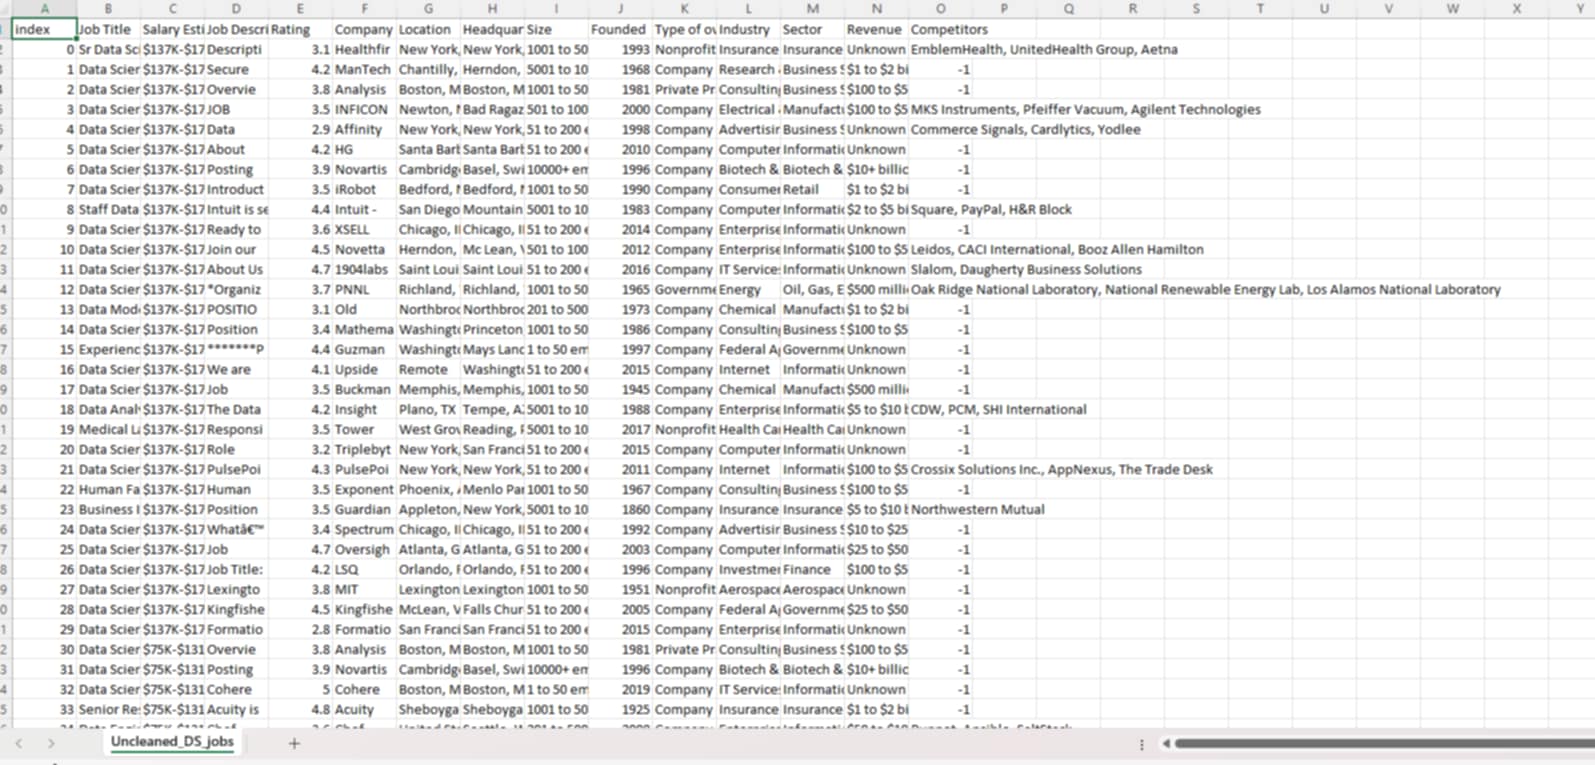 A B C D E F G H I J K L M N O P Q R S T U V W X Y
index Job Title Salary Esti Job Descri Rating Company Location Headquar Size Founded Type of ow Industry Sector Revenue Competitors
0 Sr Data Sci $137K-$17 Descripti 3.1 Healthfir New York, New York, 1001 to 50 1993 Nonprofit Insurance Insurance Unknown EmblemHealth, UnitedHealth Group, Aetna
1 Data Scier $137K-$17 Secure 4.2 ManTech Chantilly, Herndon, 5001 to 10 1968 Company Research Business S $1 to $2 bi -1
2 Data Scier $137K-$17 Overvie 3.8 Analysis Boston, M Boston, M 1001 to 50 1981 Private Pr Consulting Business S $100 to $5 -1
3 Data Scier $137K-$17 JOB 3.5 INFICON Newton, M Bad Ragaz 501 to 100 2000 Company Electrical Manufact $100 to $5 MKS Instruments, Pfeiffer Vacuum, Agilent Technologies
4 Data Scier $137K-$17 Data 2.9 Affinity New York, New York, 51 to 200 e 1998 Company Advertisin Business S Unknown Commerce Signals, Cardlytics, Yodlee
5 Data Scier $137K-$17 About 4.2 HG Santa Bark Santa Bark 51 to 200 e 2010 Company Computer Informatic Unknown -1
6 Data Scier $137K-$17 Posting 3.9 Novartis Cambridge Basel, Swi 10000+ em 1996 Company Biotech & Biotech & $10+ billic -1
7 Data Scier $137K-$17 Introduct 3.5 iRobot Bedford, M Bedford, M 1001 to 50 1990 Company Consumer Retail $1 to $2 bi -1
8 Staff Data $137K-$17 Intuit is se 4.4 Intuit - San Diego Mountain 5001 to 10 1983 Company Computer Informatic $2 to $5 bi Square, PayPal, H&R Block
9 Data Scier $137K-$17 Ready to 3.6 XSELL Chicago, Il Chicago, Il 51 to 200 e 2014 Company Enterprise Informatic Unknown -1
10 Data Scier $137K-$17 Join our 4.5 Novetta Herndon, Mc Lean, V 501 to 100 2012 Company Enterprise Informatic $100 to $5 Leidos, CACI International, Booz Allen Hamilton
11 Data Scier $137K-$17 About Us 4.7 1904labs Saint Loui Saint Loui 51 to 200 e 2016 Company IT Service: Informatic Unknown Slalom, Daugherty Business Solutions
12 Data Scier $137K-$17 *Organiz 3.7 PNNL Richland, Richland, 1001 to 50 1965 Governme Energy Oil, Gas, E $500 milli Oak Ridge National Laboratory, National Renewable Energy Lab, Los Alamos National Laboratory
13 Data Mod $137K-$17 POSITIO 3.1 Old Northbroc Northbroc 201 to 500 1973 Company Chemical Manufact $1 to $2 bi -1
14 Data Scier $137K-$17 Position 3.4 Mathema Washingt Princeton 1001 to 50 1986 Company Consulting Business S $100 to $5 -1
15 Experienc $137K-$17 *******P 4.4 Guzman Washingt Mays Land 1 to 50 em 1997 Company Federal Ag Governme Unknown -1
16 Data Scier $137K-$17 We are 4.1 Upside Remote Washingt 51 to 200 e 2015 Company Internet Informatic Unknown -1
17 Data Scier $137K-$17 Job 3.5 Buckman Memphis, Memphis, 1001 to 50 1945 Company Chemical Manufact $500 milli -1
18 Data Anal $137K-$17 The Data 4.2 Insight Plano, TX Tempe, A 5001 to 10 1988 Company Enterprise Informatic $5 to $10 b CDW, PCM, SHI International
19 Medical La $137K-$17 Responsi 3.5 Tower West Grov Reading, P 5001 to 10 2017 Nonprofit Health Car Health Car Unknown -1
20 Data Scier $137K-$17 Role 3.2 Triplebyt New York, San Franci 51 to 200 e 2015 Company Computer Informatic Unknown -1
21 Data Scier $137K-$17 PulsePoi 4.3 PulsePoi New York, New York, 51 to 200 e 2011 Company Internet Informatic $100 to $5 Crossix Solutions Inc., AppNexus, The Trade Desk
22 Human Fa $137K-$17 Human 3.5 Exponent Phoenix, A Menlo Par 1001 to 50 1967 Company Consulting Business S $100 to $5 -1
23 Business I $137K-$17 Position 3.5 Guardian Appleton, New York, 5001 to 10 1860 Company Insurance Insurance $5 to $10 b Northwestern Mutual
24 Data Scier $137K-$17 Whatâ€™ 3.4 Spectrum Chicago, Il Chicago, Il 51 to 200 e 1992 Company Advertisin Business S $10 to $25 -1
25 Data Scier $137K-$17 Job 4.7 Oversigh Atlanta, G Atlanta, G 51 to 200 e 2003 Company Computer Informatic $25 to $50 -1
26 Data Scier $137K-$17 Job Title: 4.2 LSQ Orlando, F Orlando, F 51 to 200 e 1996 Company Investmen Finance $100 to $5 -1
27 Data Scier $137K-$17 Lexingto 3.8 MIT Lexington Lexington 1001 to 50 1951 Nonprofit Aerospace Aerospace Unknown -1
28 Data Scier $137K-$17 Kingfishe 4.5 Kingfishe McLean, V Falls Chur 51 to 200 e 2005 Company Federal Ag Governme $25 to $50 -1
29 Data Scier $137K-$17 Formatio 2.8 Formatio San Franci San Franci 51 to 200 e 2015 Company Enterprise Informatic Unknown -1
30 Data Scier $75K-$131 Overvie 3.8 Analysis Boston, M Boston, M 1001 to 50 1981 Private Pr Consulting Business S $100 to $5 -1
31 Data Scier $75K-$131 Posting 3.9 Novartis Cambridge Basel, Swi 10000+ em 1996 Company Biotech & Biotech & $10+ billic -1
32 Data Scier $75K-$131 Cohere 5 Cohere Boston, M Boston, M 1 to 50 em 2019 Company IT Service: Informatic Unknown -1
33 Senior Re: $75K-$131 Acuity is 4.8 Acuity Sheboyga Sheboyga 1001 to 50 1925 Company Insurance Insurance $1 to $2 bi -1
Uncleaned_DS_jobs